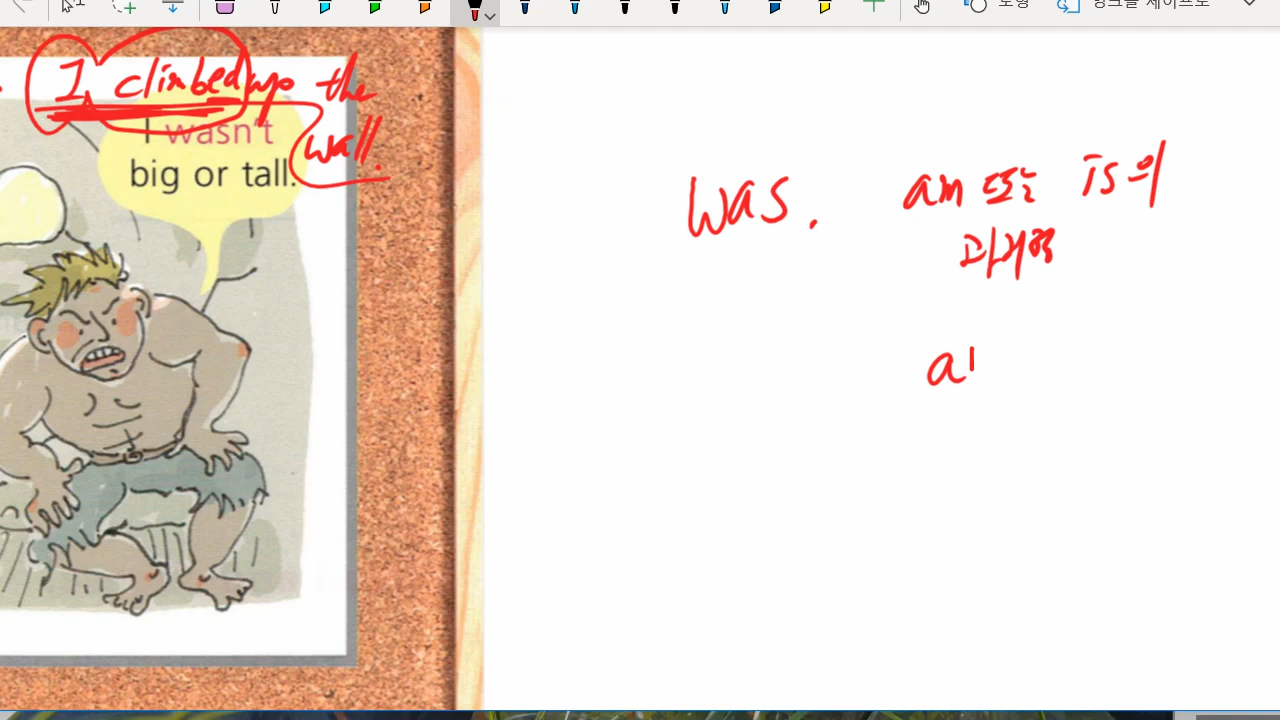 I climbed up the
wall.
I wasn't
big or tall.
was. am 또는 is의
과거형
a